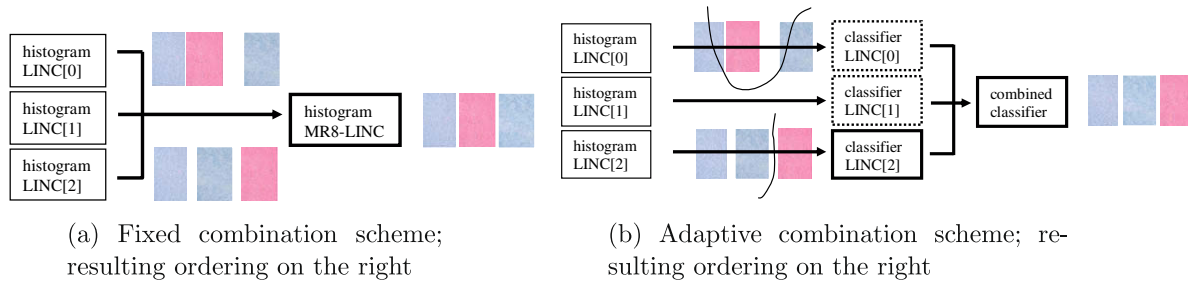 histogram
LINC[0]
histogram
LINC[1]
histogram
LINC[2]
histogram
MR8-LINC
(a) Fixed combination scheme;
resulting ordering on the right
histogram
LINC[0]
histogram
LINC[1]
histogram
LINC[2]
classifier
LINC[0]
classifier
LINC[1]
classifier
LINC[2]
combined
classifier
(b) Adaptive combination scheme; re-
sulting ordering on the right